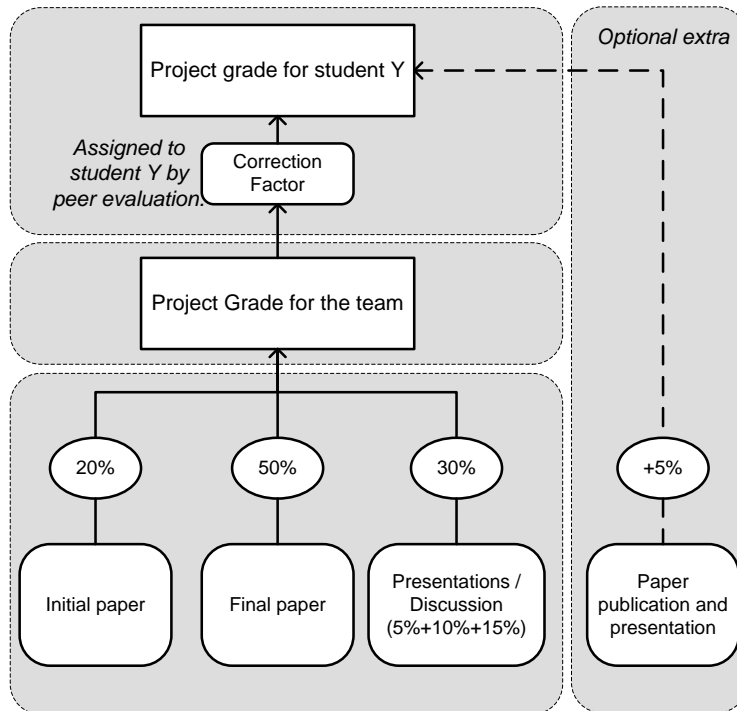 Optional extra
Project grade for student Y
Assigned to
student Y by
peer evaluation.
Correction
Factor
Project Grade for the team
20%
50%
30%
+5%
Initial paper
Final paper
Presentations /
Discussion
(5%+10%+15%)
Paper
publication and
presentation